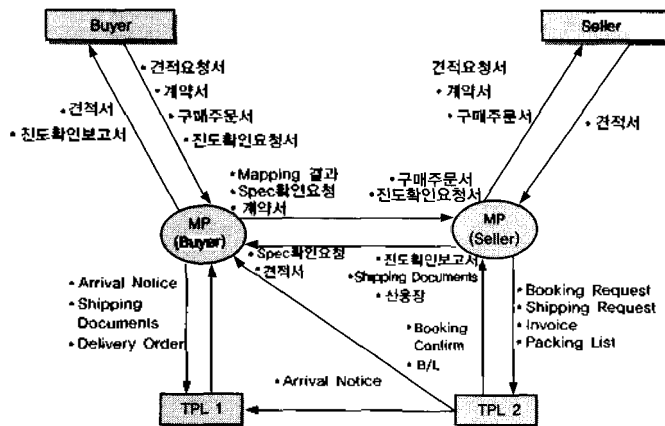 Buyer
Seller
• 견적요청서
• 계약서
• 구매주문서
• 진도확인요청서
• 견적서
• 진도확인보고서
견적요청서
• 계약서
• 구매주문서
• 견적서
• Mapping 결과
• Spec확인요청
• 계약서
• 구매주문서
• 진도확인요청서
MP
(Buyer)
MP
(Seller)
• Spec확인요청
• 견적서
• 진도확인보고서
• Shipping Documents
• 신용장
• Arrival Notice
• Shipping
Documents
• Delivery Order
• Booking
Confirm
• B/L
• Booking Request
• Shipping Request
• Invoice
• Packing List
• Arrival Notice
TPL 1
TPL 2